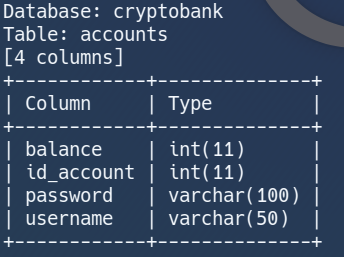 Database: cryptobank
Table: accounts
[4 columns]
+------------+--------------+
| Column     | Type         |
+------------+--------------+
| balance    | int(11)      |
| id_account | int(11)      |
| password   | varchar(100) |
| username   | varchar(50)  |
+------------+--------------+